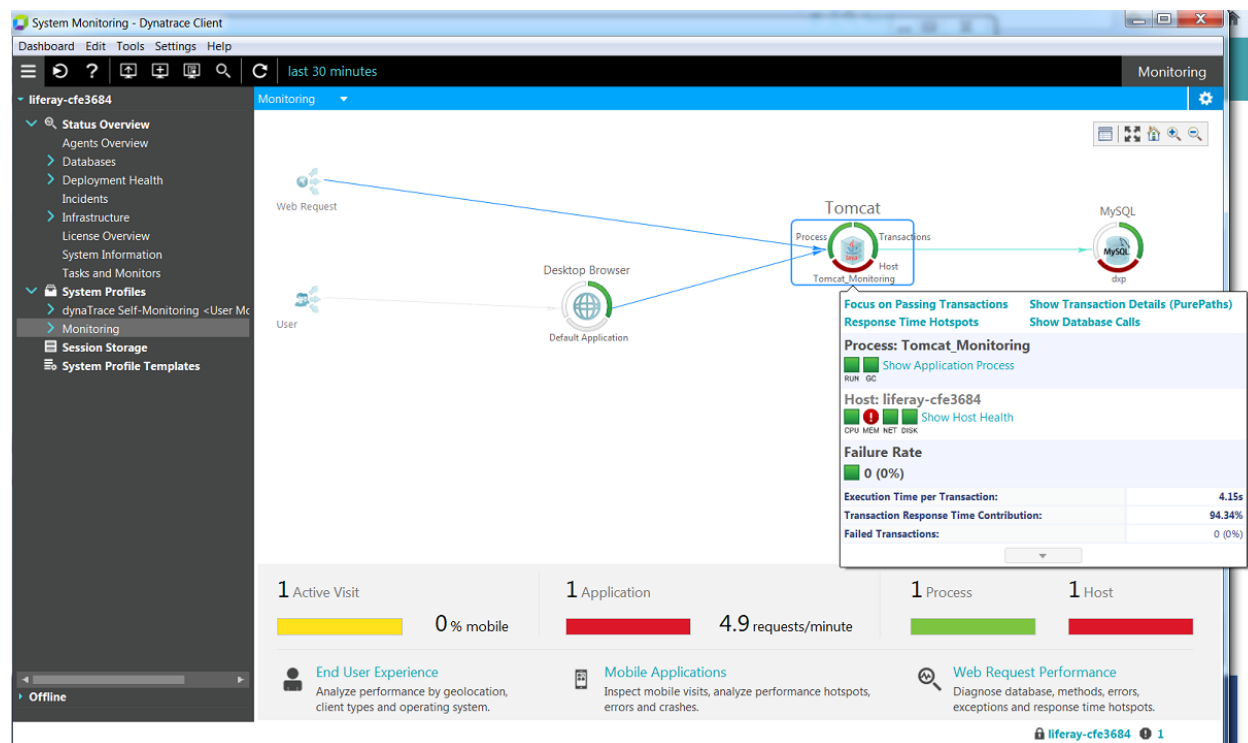 System Monitoring - Dynatrace Client
Dashboard Edit Tools Settings Help
last 30 minutes
Monitoring
liferay-cfe3684
Status Overview
Agents Overview
Databases
Deployment Health
Incidents
Infrastructure
License Overview
System Information
Tasks and Monitors
System Profiles
dynaTrace Self-Monitoring <User Mo
Monitoring
Session Storage
System Profile Templates
Offline
Monitoring
Web Request
User
Desktop Browser
Default Application
Tomcat
Process
Transactions
Host
Tomcat_Monitoring
MySQL
MySQL
dxp
Focus on Passing Transactions Show Transaction Details (PurePaths)
Response Time Hotspots Show Database Calls
Process: Tomcat_Monitoring
Show Application Process
RUN GC
Host: liferay-cfe3684
Show Host Health
CPU MEM NET DISK
Failure Rate
0 (0%)
Execution Time per Transaction: 4.15s
Transaction Response Time Contribution: 94.34%
Failed Transactions: 0 (0%)
1 Active Visit
0 % mobile
1 Application
4.9 requests/minute
1 Process
1 Host
End User Experience
Analyze performance by geolocation,
client types and operating system.
Mobile Applications
Inspect mobile visits, analyze performance hotspots,
errors and crashes.
Web Request Performance
Diagnose database, methods, errors,
exceptions and response time hotspots.
liferay-cfe3684 1